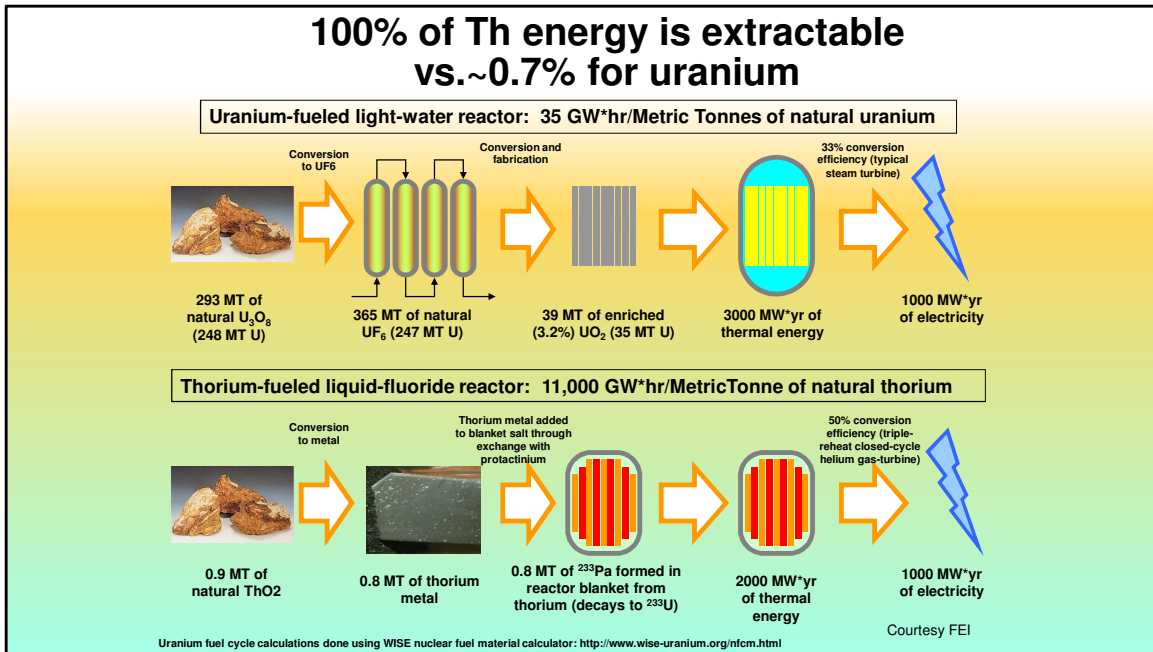 100% of Th energy is extractable
vs.~0.7% for uranium
Uranium-fueled light-water reactor: 35 GW*hr/Metric Tonnes of natural uranium
Conversion
to UF6
Conversion and
fabrication
33% conversion
efficiency (typical
steam turbine)
293 MT of
natural U₃O₈
(248 MT U)
365 MT of natural
UF₆ (247 MT U)
39 MT of enriched
(3.2%) UO₂ (35 MT U)
3000 MW*yr of
thermal energy
1000 MW*yr
of electricity
Thorium-fueled liquid-fluoride reactor: 11,000 GW*hr/MetricTonne of natural thorium
Conversion
to metal
Thorium metal added
to blanket salt through
exchange with
protactinium
50% conversion
efficiency (triple-
reheat closed-cycle
helium gas-turbine)
0.9 MT of
natural ThO2
0.8 MT of thorium
metal
0.8 MT of ²³³Pa formed in
reactor blanket from
thorium (decays to ²³³U)
2000 MW*yr
of thermal
energy
1000 MW*yr
of electricity
Courtesy FEI
Uranium fuel cycle calculations done using WISE nuclear fuel material calculator: http://www.wise-uranium.org/nfcm.html